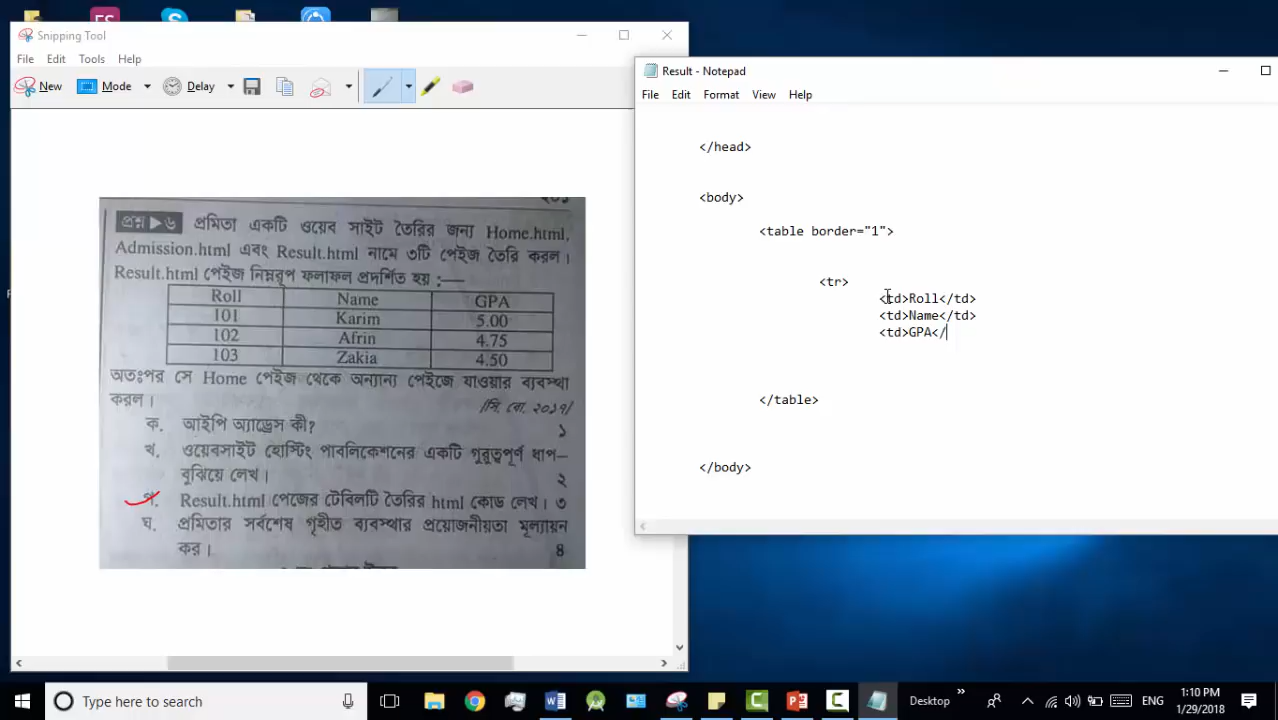 Snipping Tool
File Edit Tools Help
New Mode Delay
প্রশ্ন ▶ ৬ প্রমিতা একটি ওয়েব সাইট তৈরির জন্য Home.html,
Admission.html এবং Result.html নামে ৩টি পেইজ তৈরি করল।
Result.html পেইজ নিম্নরূপ ফলাফল প্রদর্শিত হয় :—
Roll Name GPA
101 Karim 5.00
102 Afrin 4.75
103 Zakia 4.50
অতঃপর সে Home পেইজ থেকে অন্যান্য পেইজে যাওয়ার ব্যবস্থা
করল।
/সি. বো. ২০১৭/
ক. আইপি অ্যাড্রেস কী? ১
খ. ওয়েবসাইট হোস্টিং পাবলিকেশনের একটি গুরুত্বপূর্ণ ধাপ–
বুঝিয়ে লেখ। ২
গ. Result.html পেজের টেবিলটি তৈরির html কোড লেখ। ৩
ঘ. প্রমিতার সর্বশেষ গৃহীত ব্যবস্থার প্রয়োজনীয়তা মূল্যায়ন
কর। ৪
Result - Notepad
File Edit Format View Help
</head>
<body>
<table border="1">
<tr>
<td>Roll</td>
<td>Name</td>
<td>GPA</
</table>
</body>
Type here to search
Desktop
ENG
1:10 PM
1/29/2018